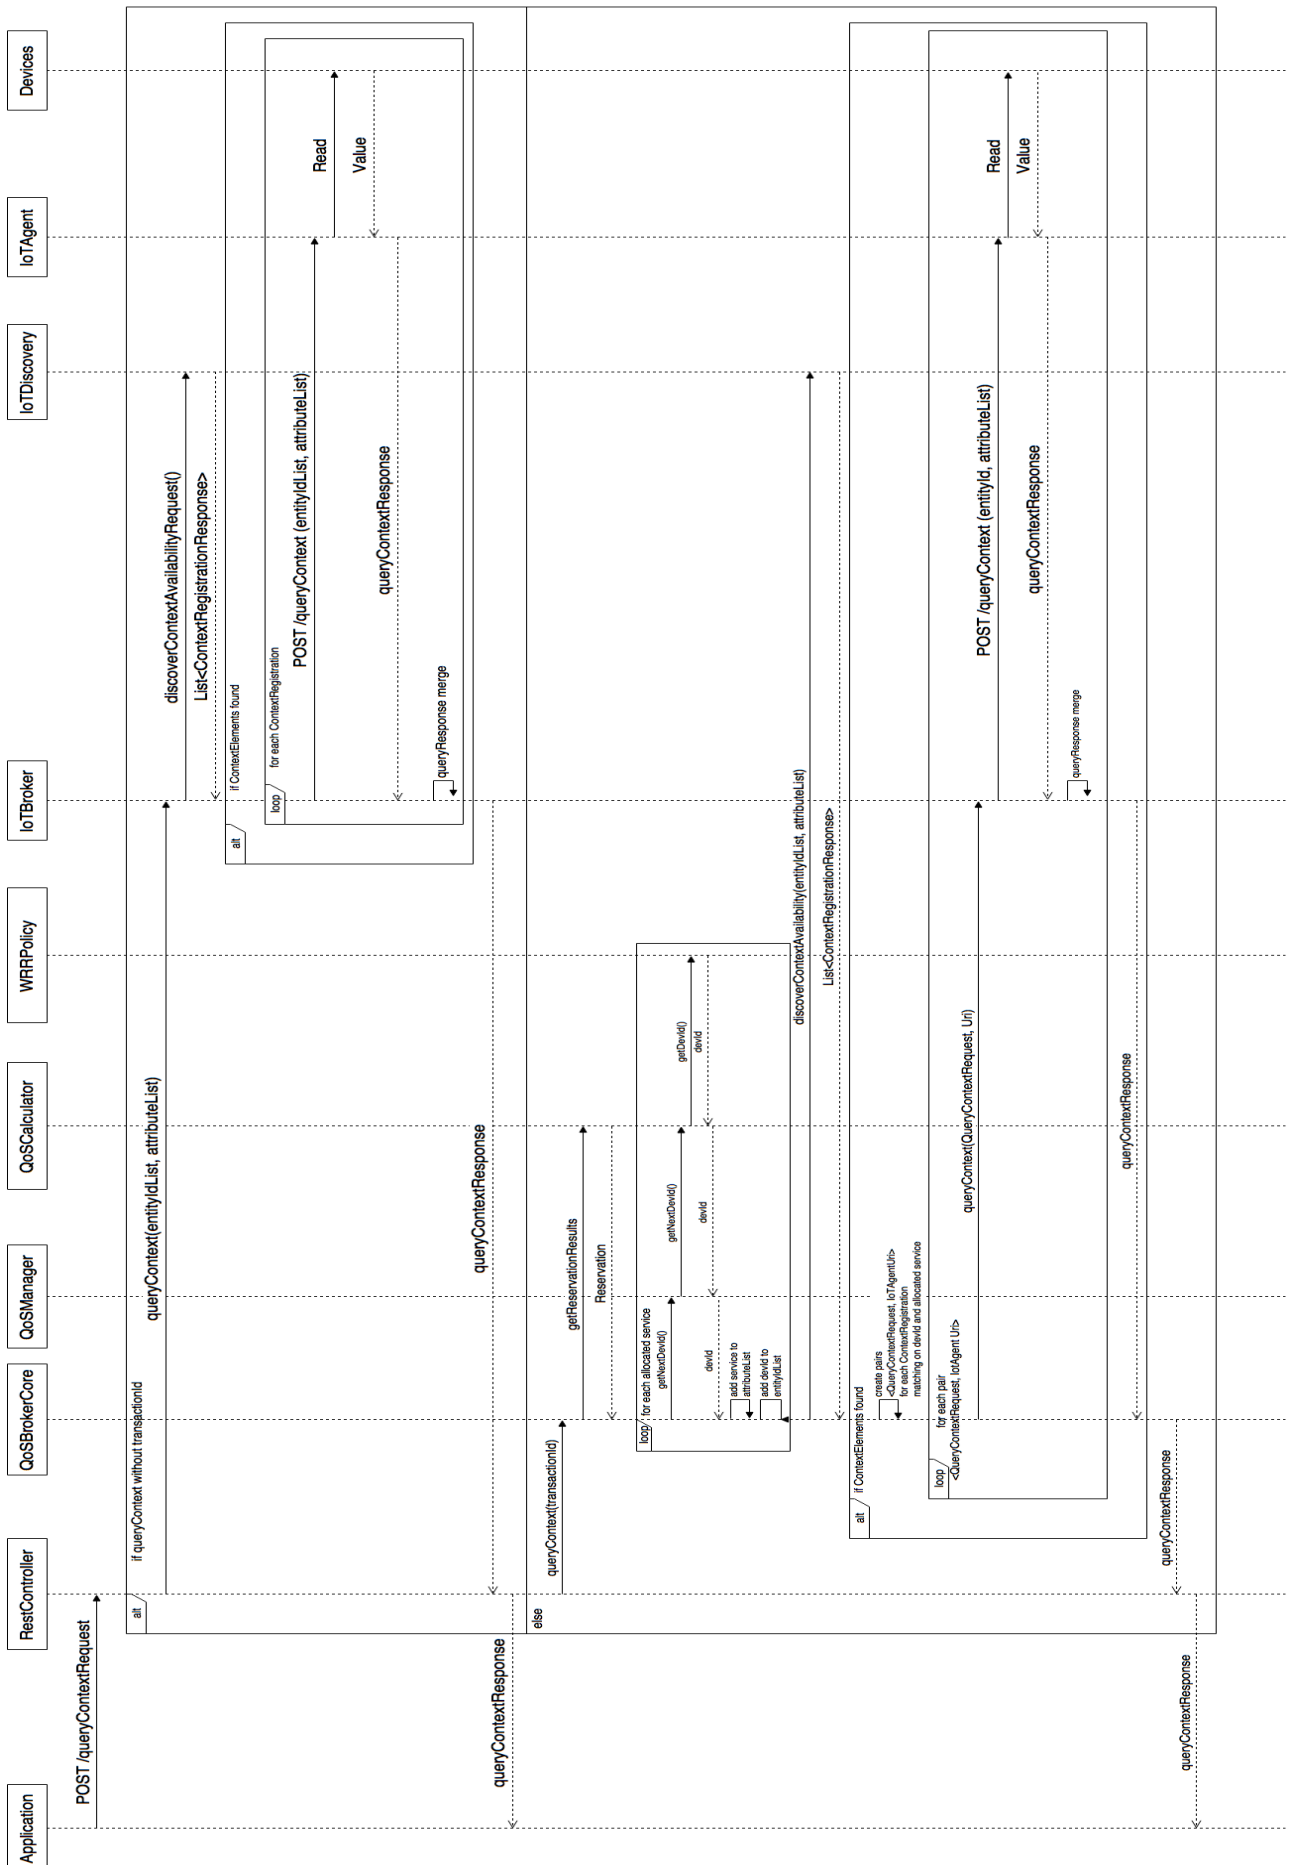 Application
RestController
QoSBrokerCore
QoSManager
QoSCalculator
WRRPolicy
IoTBroker
IoTDiscovery
IoTAgent
Devices
POST /queryContextRequest
alt
if queryContext without transactionId
queryContext(entityIdList, attributeList)
discoverContextAvailabilityRequest()
List<ContextRegistrationResponse>
alt
if ContextElements found
loop
for each ContextRegistration
POST /queryContext (entityIdList, attributeList)
Read
Value
queryContextResponse
queryResponse merge
queryContextResponse
queryContextResponse
else
queryContext(transactionId)
getReservationResults
Reservation
loop
for each allocated service
getNextDevId()
getNextDevId()
getDevId()
devId
devId
devId
add service to
attributeList
add devId to
entityIdList
discoverContextAvailability(entityIdList, attributeList)
List<ContextRegistrationResponse>
alt
if ContextElements found
create pairs
<QueryContextRequest, IoTAgentUri>
for each ContextRegistration
matching on devId and allocated service
loop
for each pair
<QueryContextRequest, IotAgent Uri>
queryContext(QueryContextRequest, Uri)
POST /queryContext (entityId, attributeList)
Read
Value
queryContextResponse
queryResponse merge
queryContextResponse
queryContextResponse
queryContextResponse